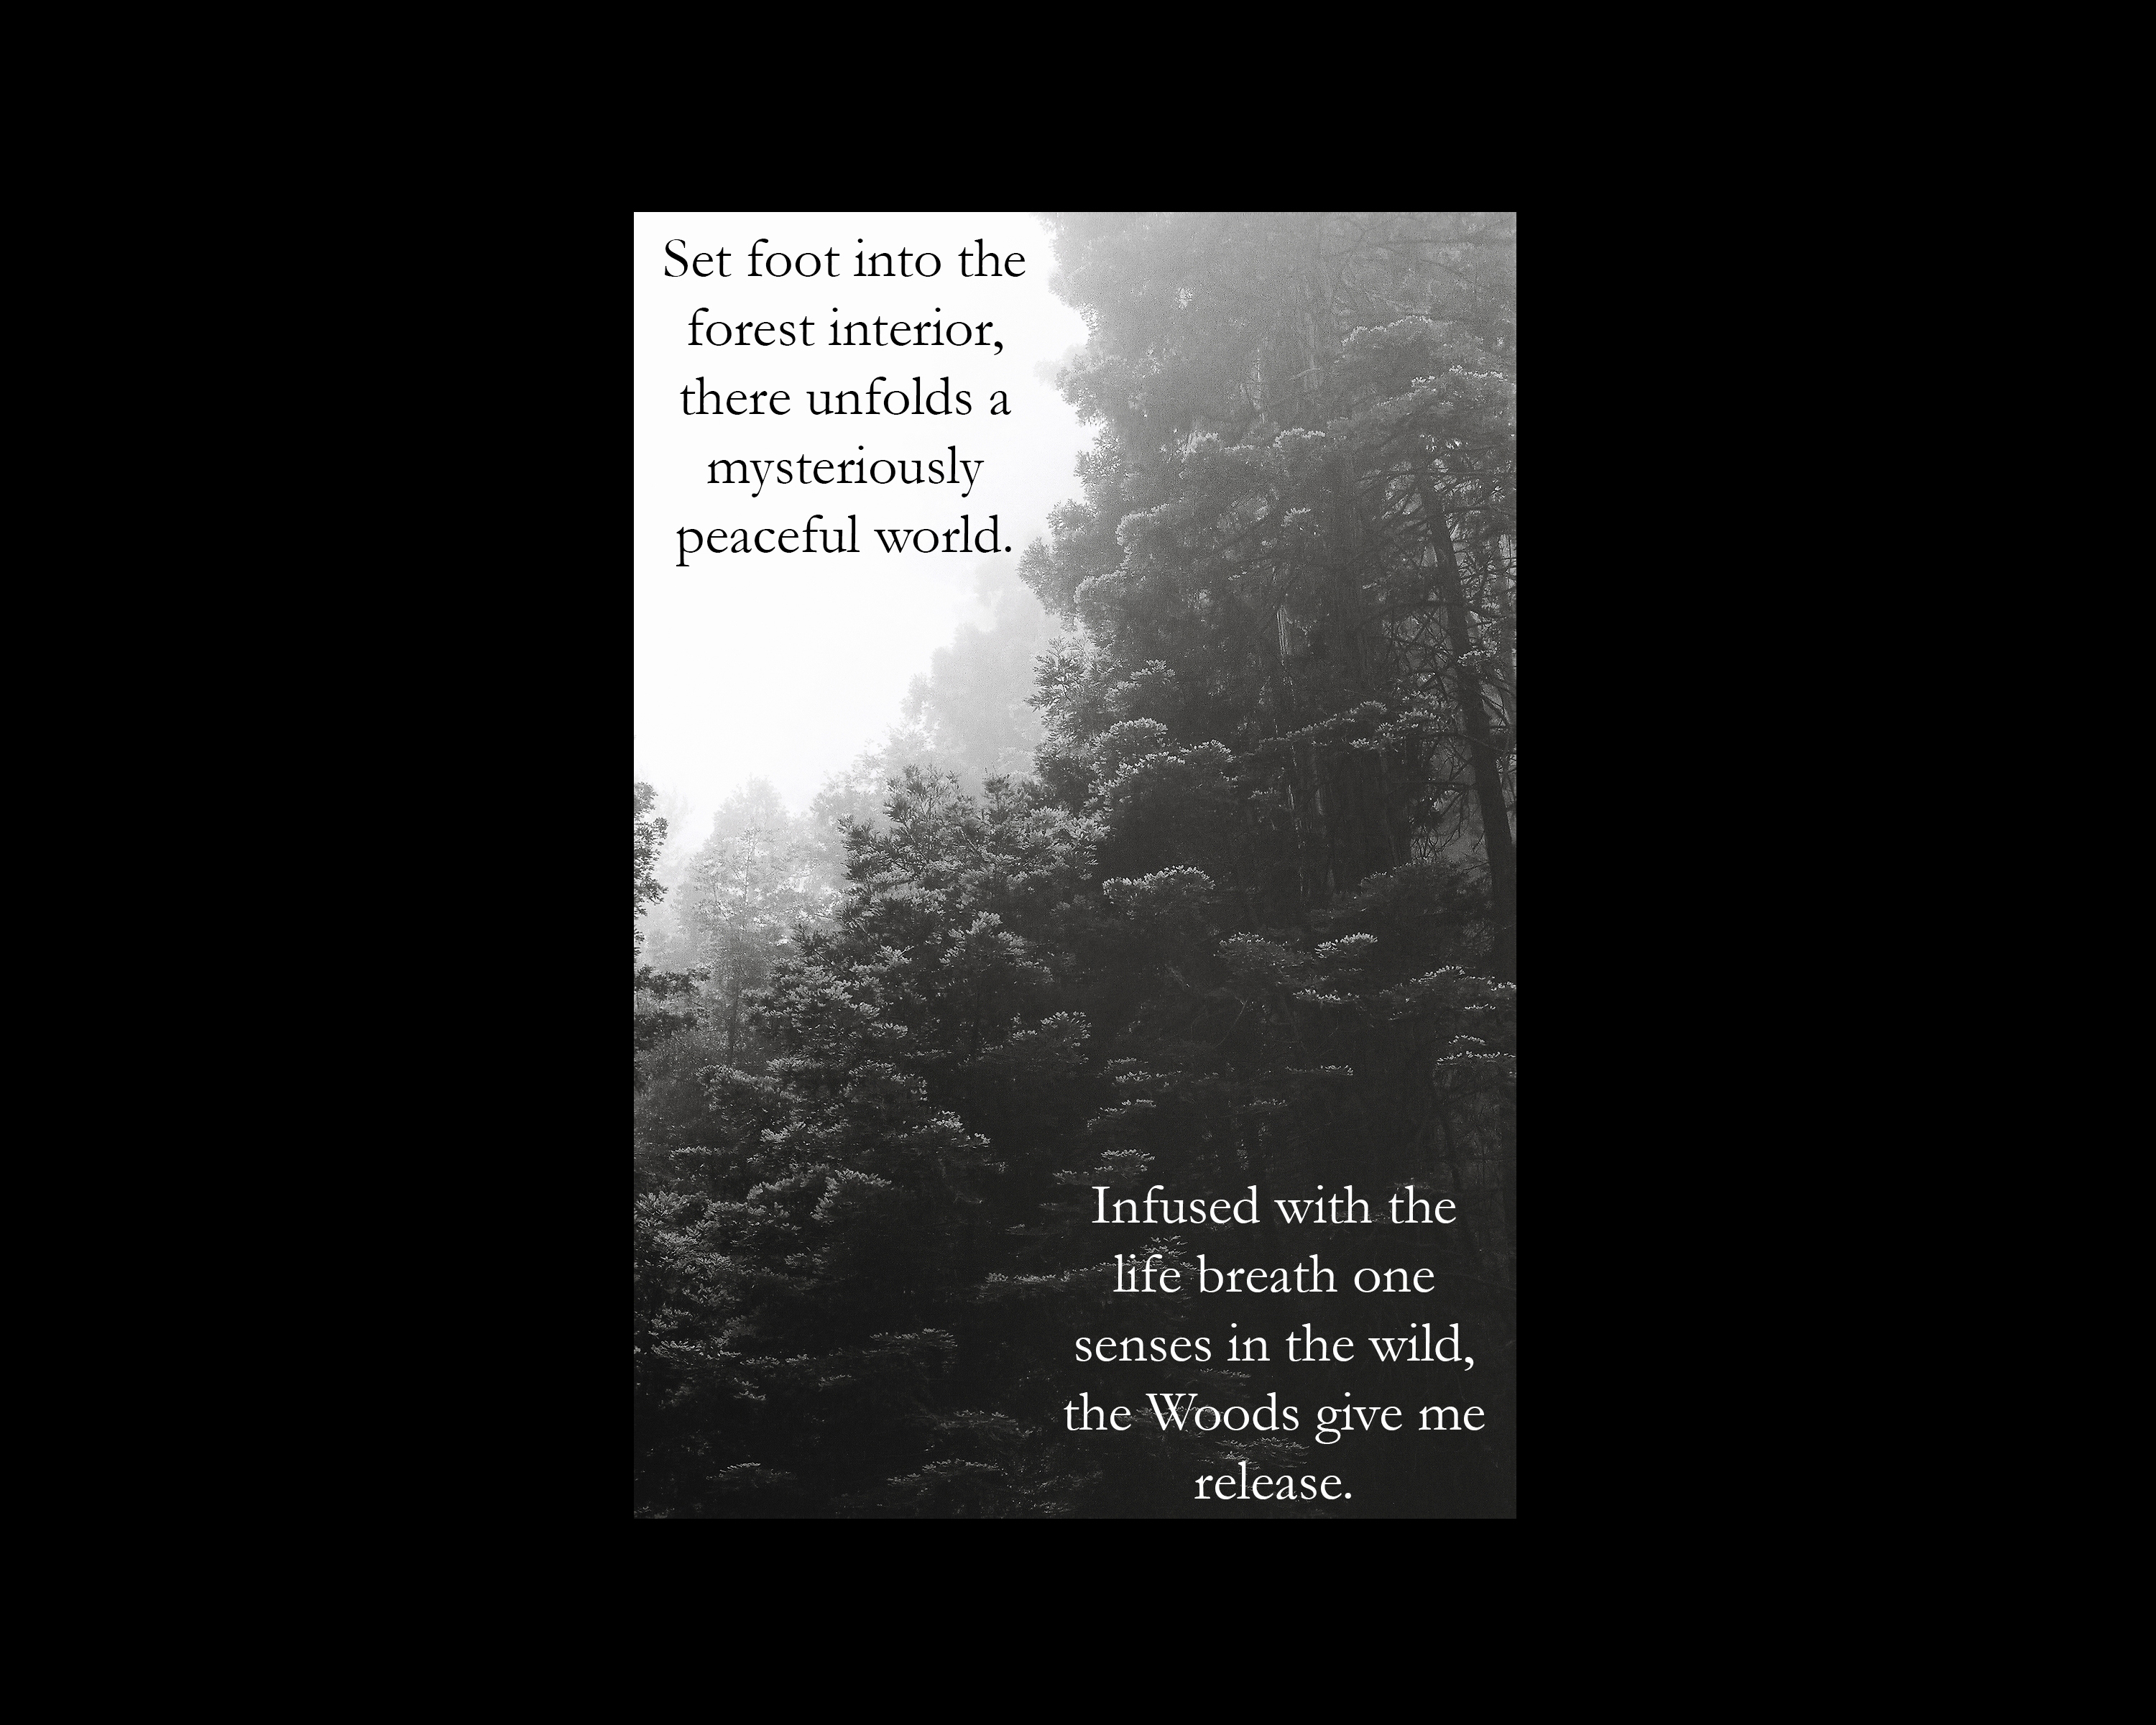 Set foot into the
forest interior,
there unfolds a
mysteriously
peaceful world.
Infused with the
life breath one
senses in the wild,
the Woods give me
release.